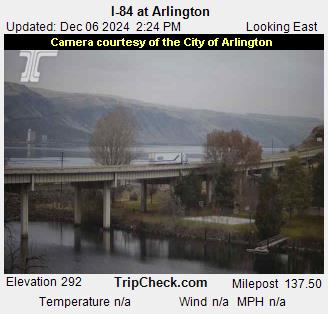 I-84 at Arlington
Updated: Dec 06 2024 2:24 PM Looking East
Camera courtesy of the City of Arlington
Elevation 292 TripCheck.com Milepost 137.50
Temperature n/a Wind n/a MPH n/a